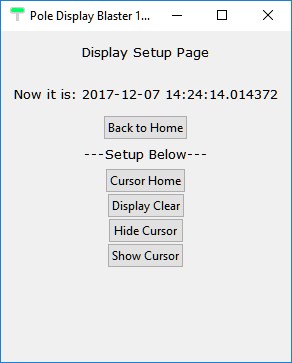 Pole Display Blaster 1...
Display Setup Page
Now it is: 2017-12-07 14:24:14.014372
Back to Home
---Setup Below---
Cursor Home
Display Clear
Hide Cursor
Show Cursor